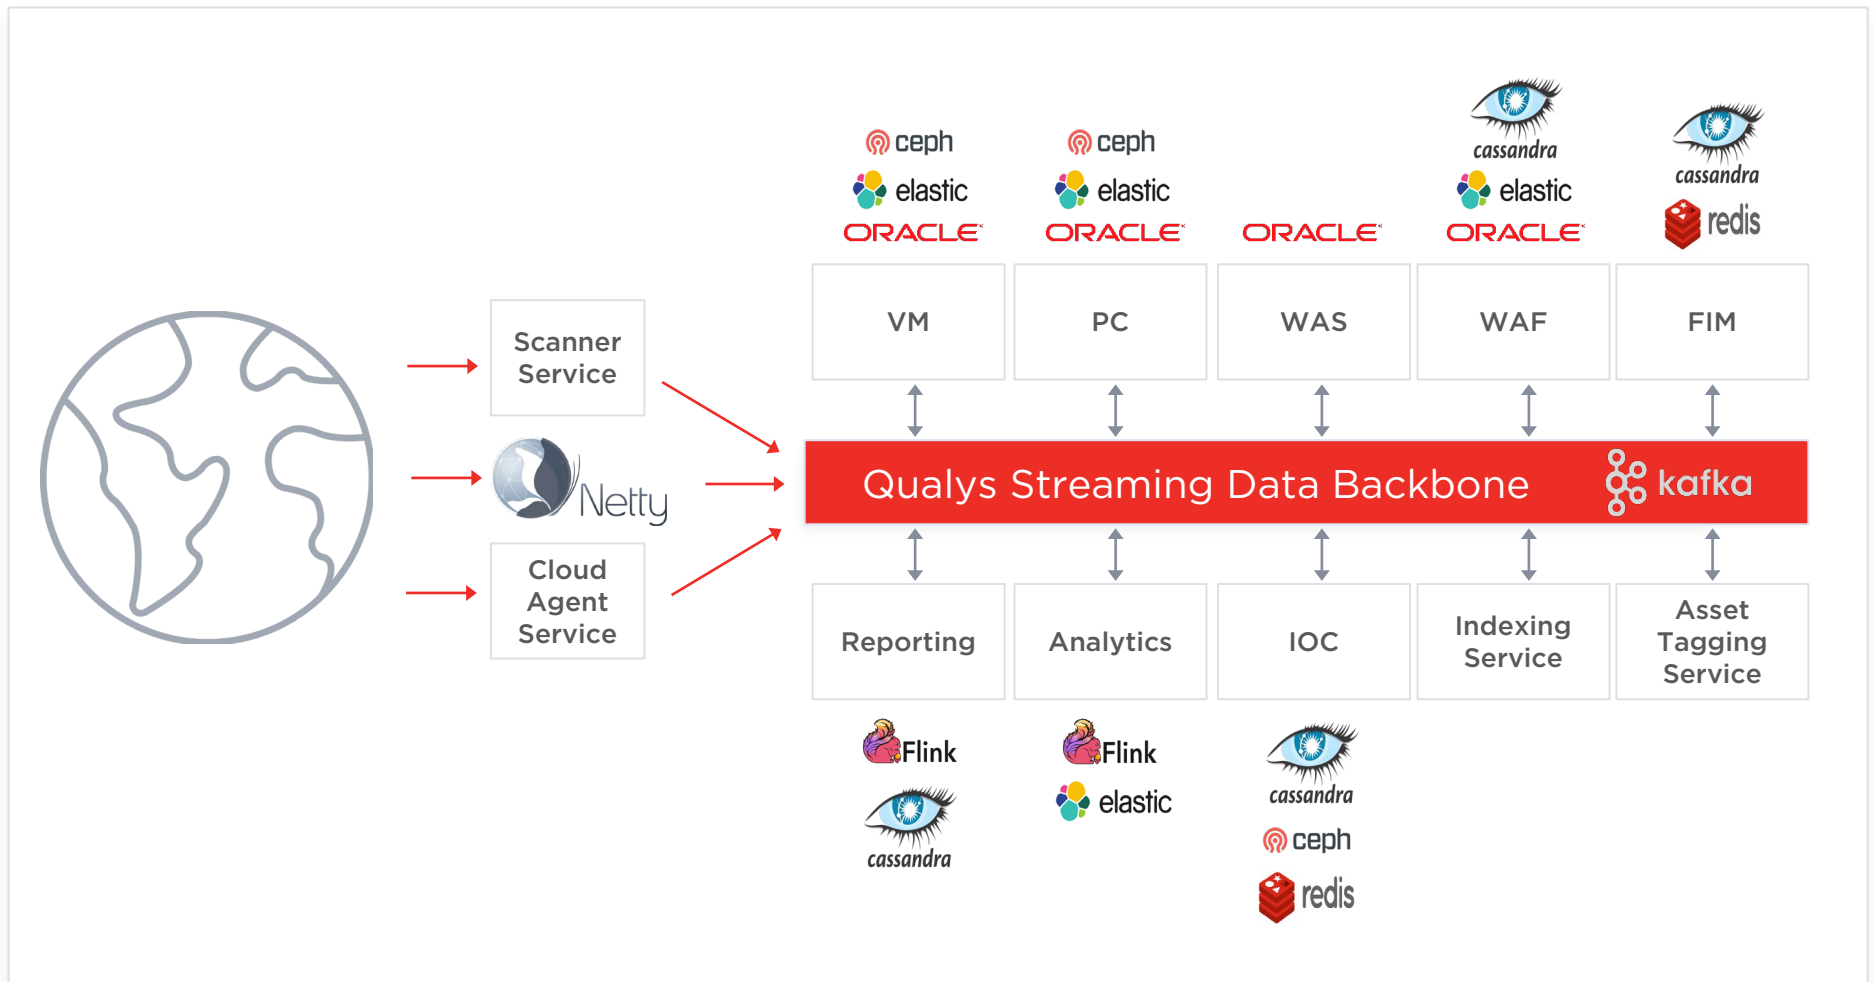 ceph
elastic
ORACLE
ceph
elastic
ORACLE
ORACLE
cassandra
elastic
ORACLE
cassandra
redis
VM
PC
WAS
WAF
FIM
Scanner
Service
Netty
Cloud
Agent
Service
Qualys Streaming Data Backbone
kafka
Reporting
Analytics
IOC
Indexing
Service
Asset
Tagging
Service
Flink
cassandra
Flink
elastic
cassandra
ceph
redis